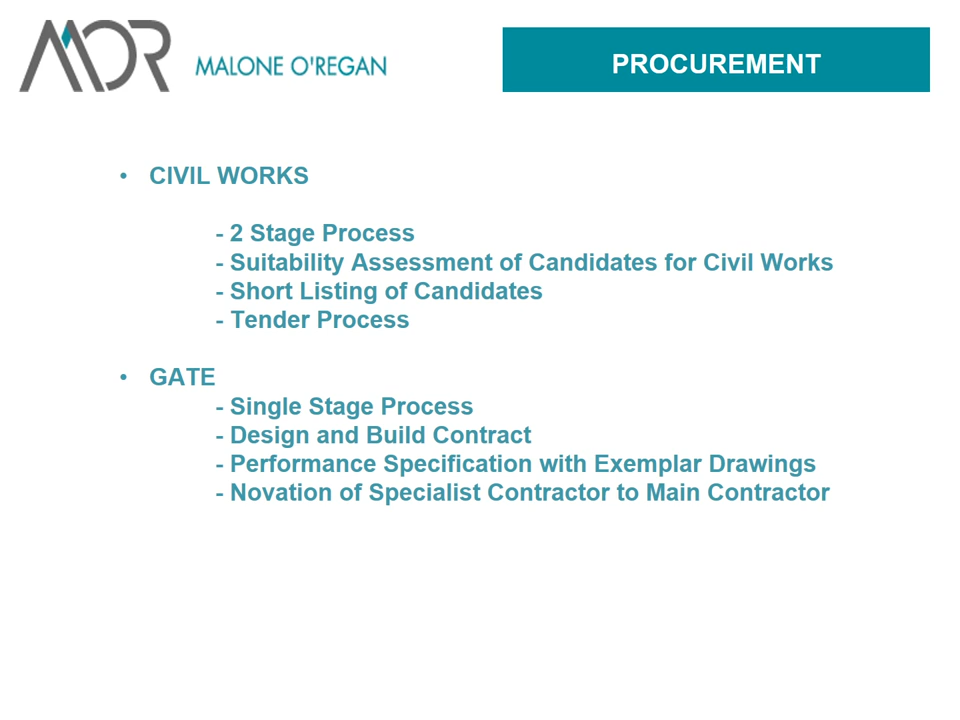 MOR MALONE O'REGAN
PROCUREMENT
• CIVIL WORKS
- 2 Stage Process
- Suitability Assessment of Candidates for Civil Works
- Short Listing of Candidates
- Tender Process
• GATE
- Single Stage Process
- Design and Build Contract
- Performance Specification with Exemplar Drawings
- Novation of Specialist Contractor to Main Contractor